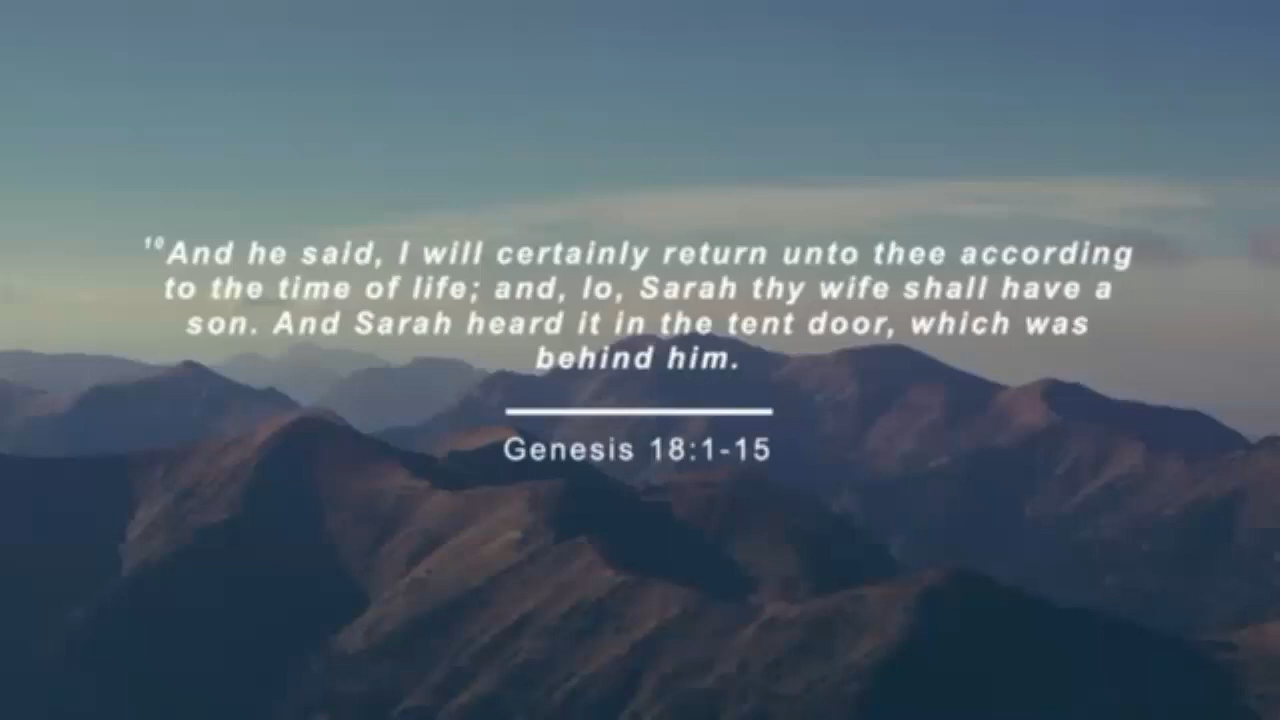 10And he said, I will certainly return unto thee according
to the time of life; and, lo, Sarah thy wife shall have a
son. And Sarah heard it in the tent door, which was
behind him.
Genesis 18:1-15